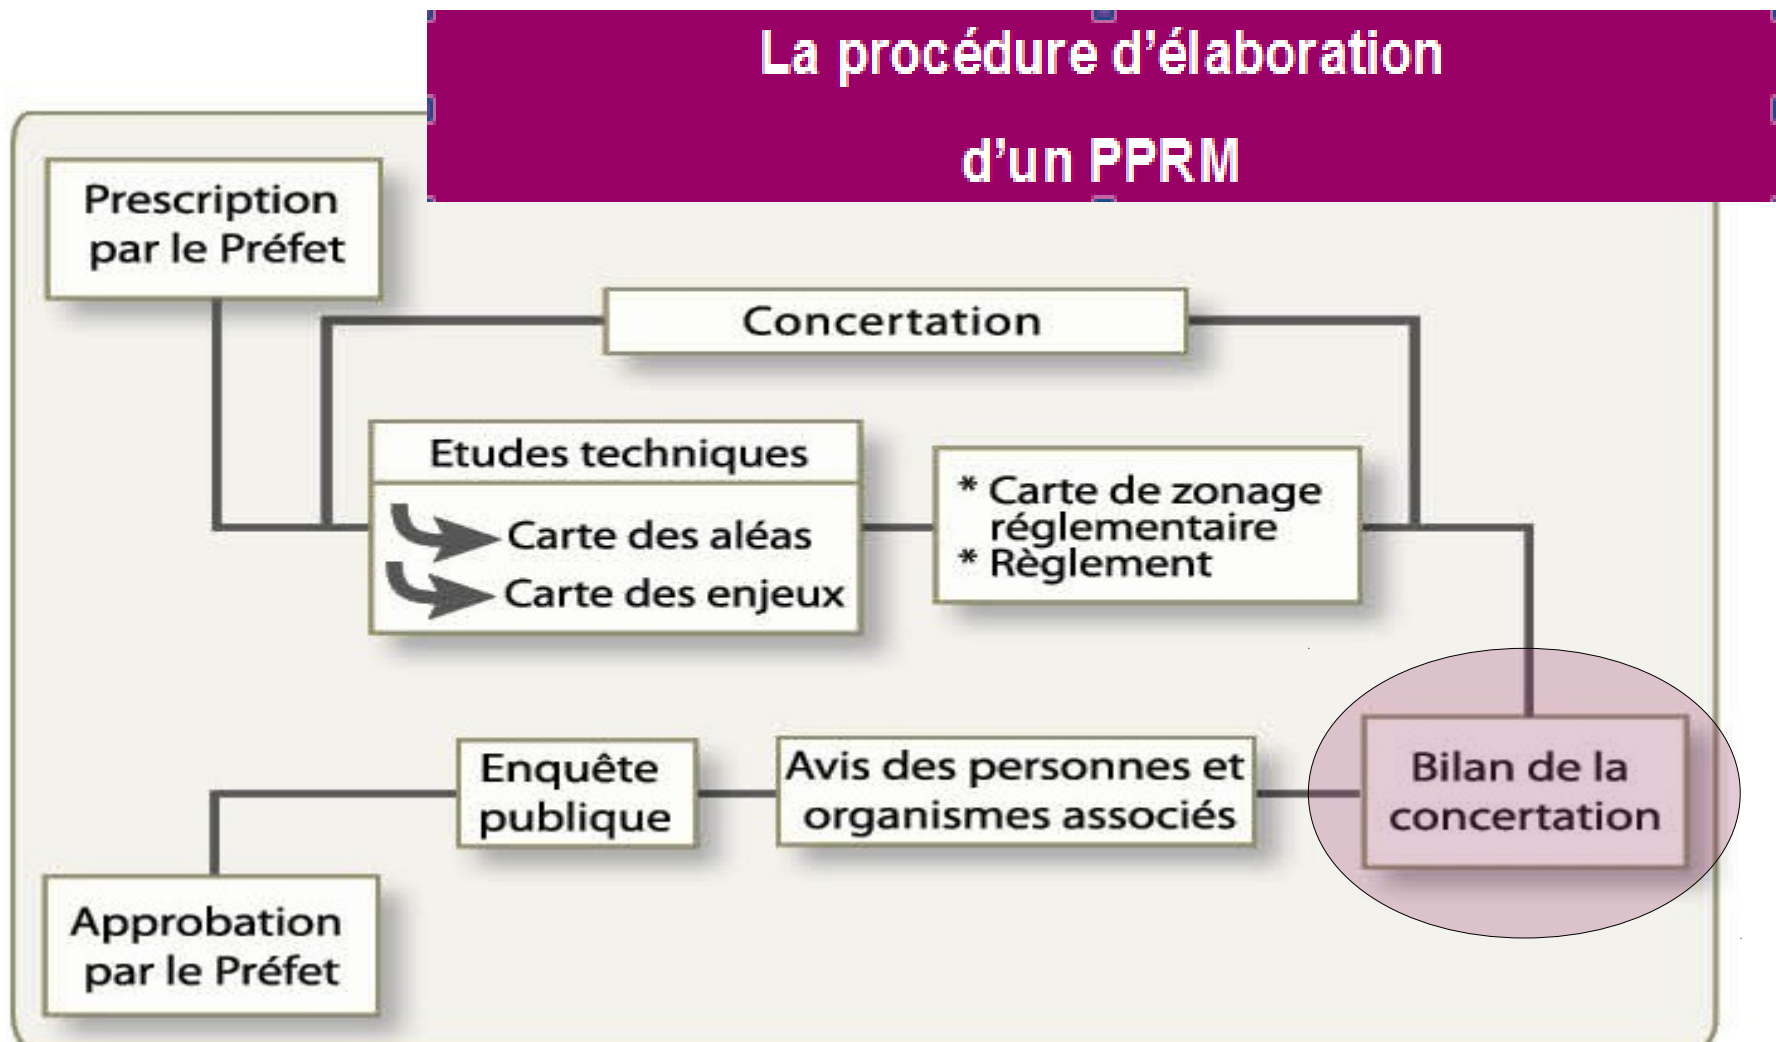 La procédure d’élaboration
d’un PPRM
Prescription
par le Préfet
Concertation
Etudes techniques
Carte des aléas
Carte des enjeux
* Carte de zonage
réglementaire
* Règlement
Bilan de la
concertation
Avis des personnes et
organismes associés
Enquête
publique
Approbation
par le Préfet